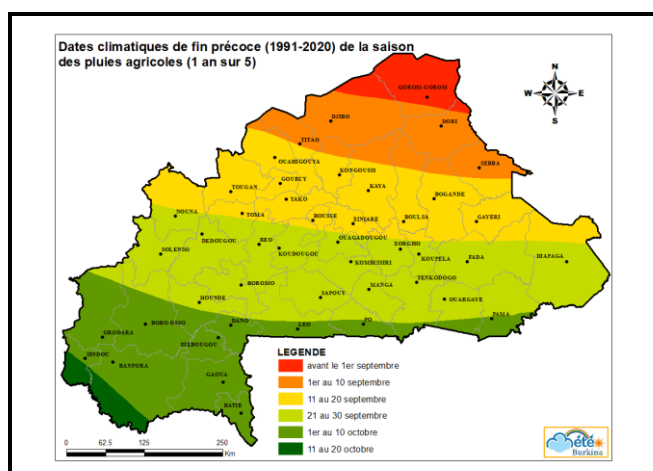 Dates climatiques de fin précoce (1991-2020) de la saison
des pluies agricoles (1 an sur 5)
N
W E
S
GOROM-GOROM
DJIBO
DORI
TITAO
SEBBA
OUAHIGOUYA
KONGOUSSI
GOURCY
KAYA
TOUGAN
YAKO
BOGANDE
NOUNA
TOMA
BOUSSE
ZINIARE
BOULSA
GAYERI
DEDOUGOU
REO
OUAGADOUGOU
ZORGHO
SOLENSO
KOUDOUGOU
KOMBISSIRI
KOUPELA
FADA
DIAPAGA
BOROMO
MANGA
TENKODOGO
HOUNDE
SAPOUY
OUARGAYE
BOBO-DSSO
DANO
LEO
PO
PAMA
ORODARA
DIEBOUGOU
SINDOU
BANFORA
GAOUA
BATIE
LEGENDE
avant le 1er septembre
1er au 10 septembre
11 au 20 septembre
21 au 30 septembre
1er au 10 octobre
11 au 20 octobre
0 62.5 125 250
Km
météo
Burkina